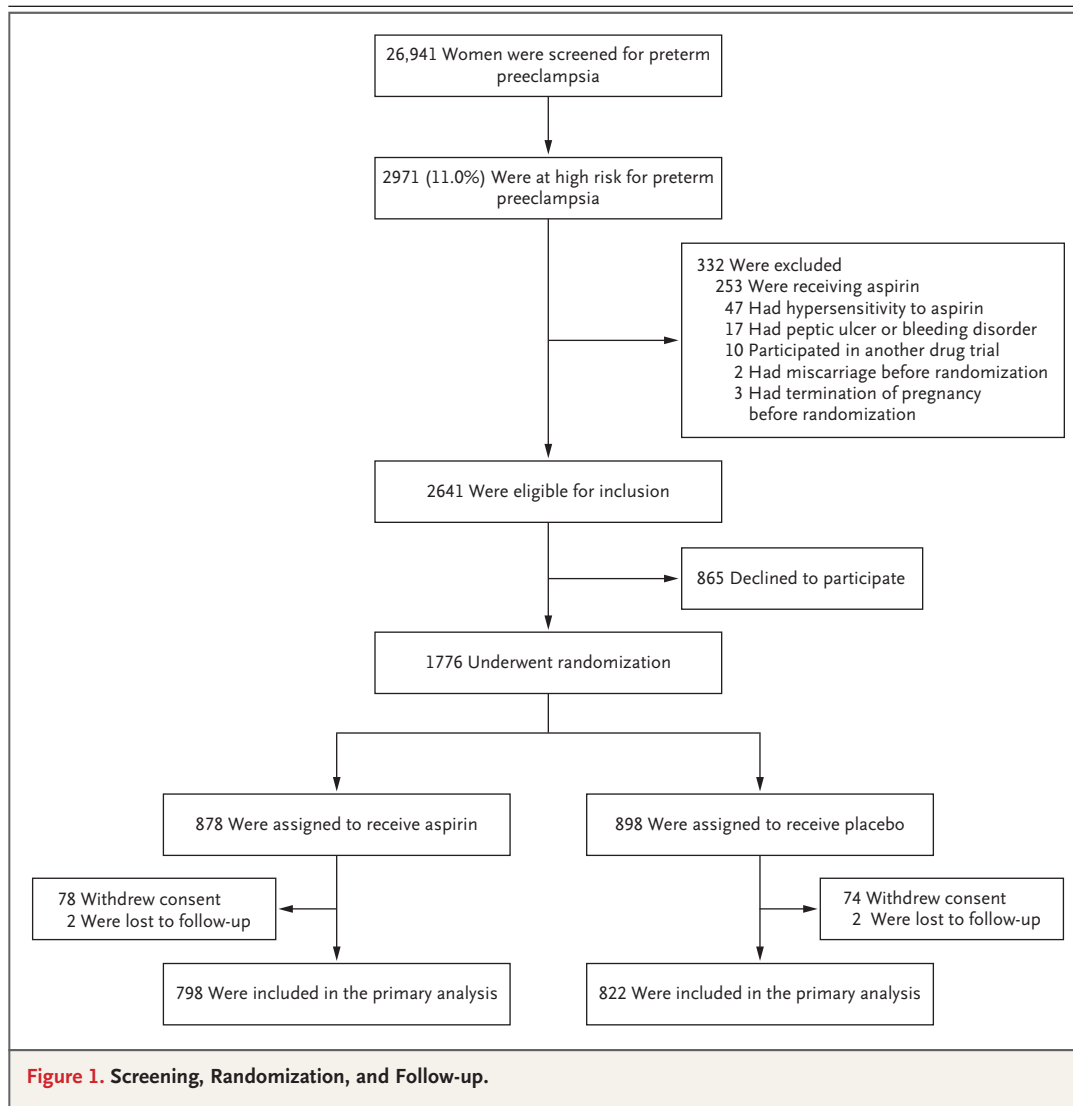 26,941 Women were screened for preterm
preeclampsia
2971 (11.0%) Were at high risk for preterm
preeclampsia
332 Were excluded
253 Were receiving aspirin
47 Had hypersensitivity to aspirin
17 Had peptic ulcer or bleeding disorder
10 Participated in another drug trial
2 Had miscarriage before randomization
3 Had termination of pregnancy
before randomization
2641 Were eligible for inclusion
865 Declined to participate
1776 Underwent randomization
878 Were assigned to receive aspirin
898 Were assigned to receive placebo
78 Withdrew consent
2 Were lost to follow-up
74 Withdrew consent
2 Were lost to follow-up
798 Were included in the primary analysis
822 Were included in the primary analysis
Figure 1. Screening, Randomization, and Follow-up.